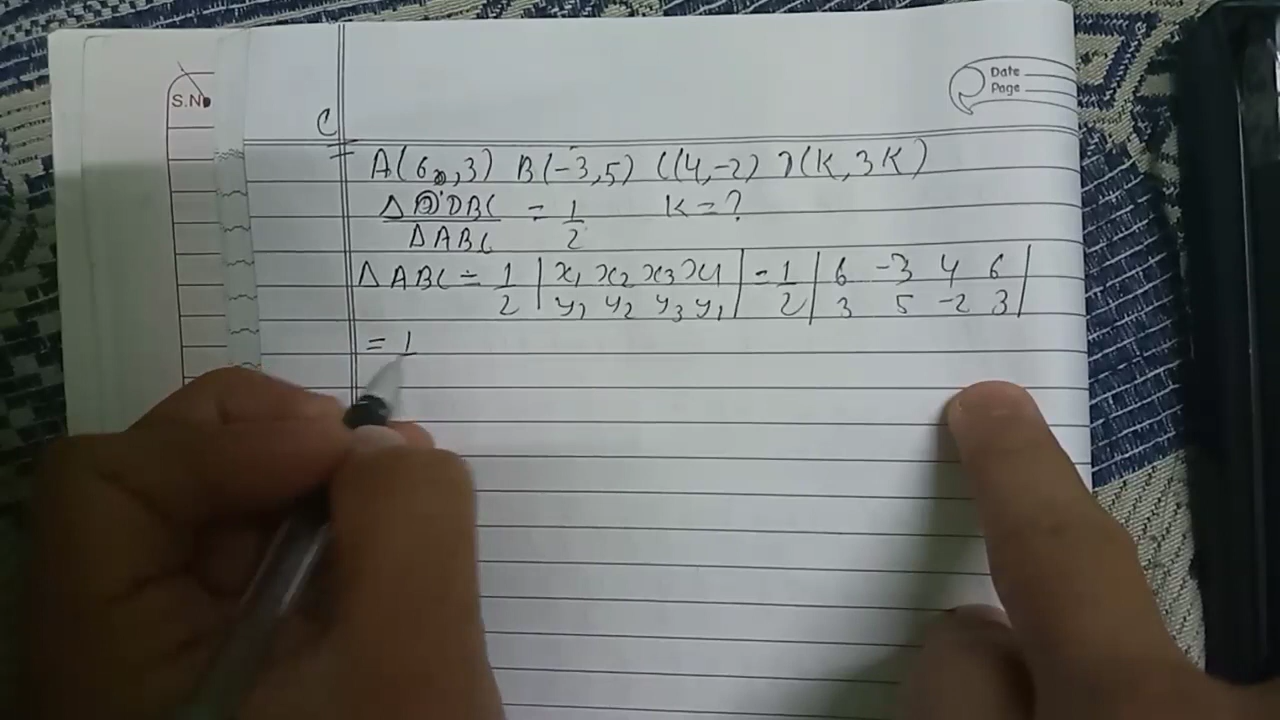 Date
Page
S.No
C
A(6, 3) B(-3, 5) C(4, -2) D(K, 3K)
ΔDBC/ΔABC = 1/2 K = ?
ΔABC = 1/2 | x₁ x₂ x₃ x₁ | = 1/2 | 6 -3 4 6 |
y₁ y₂ y₃ y₁ 3 5 -2 3
= 1